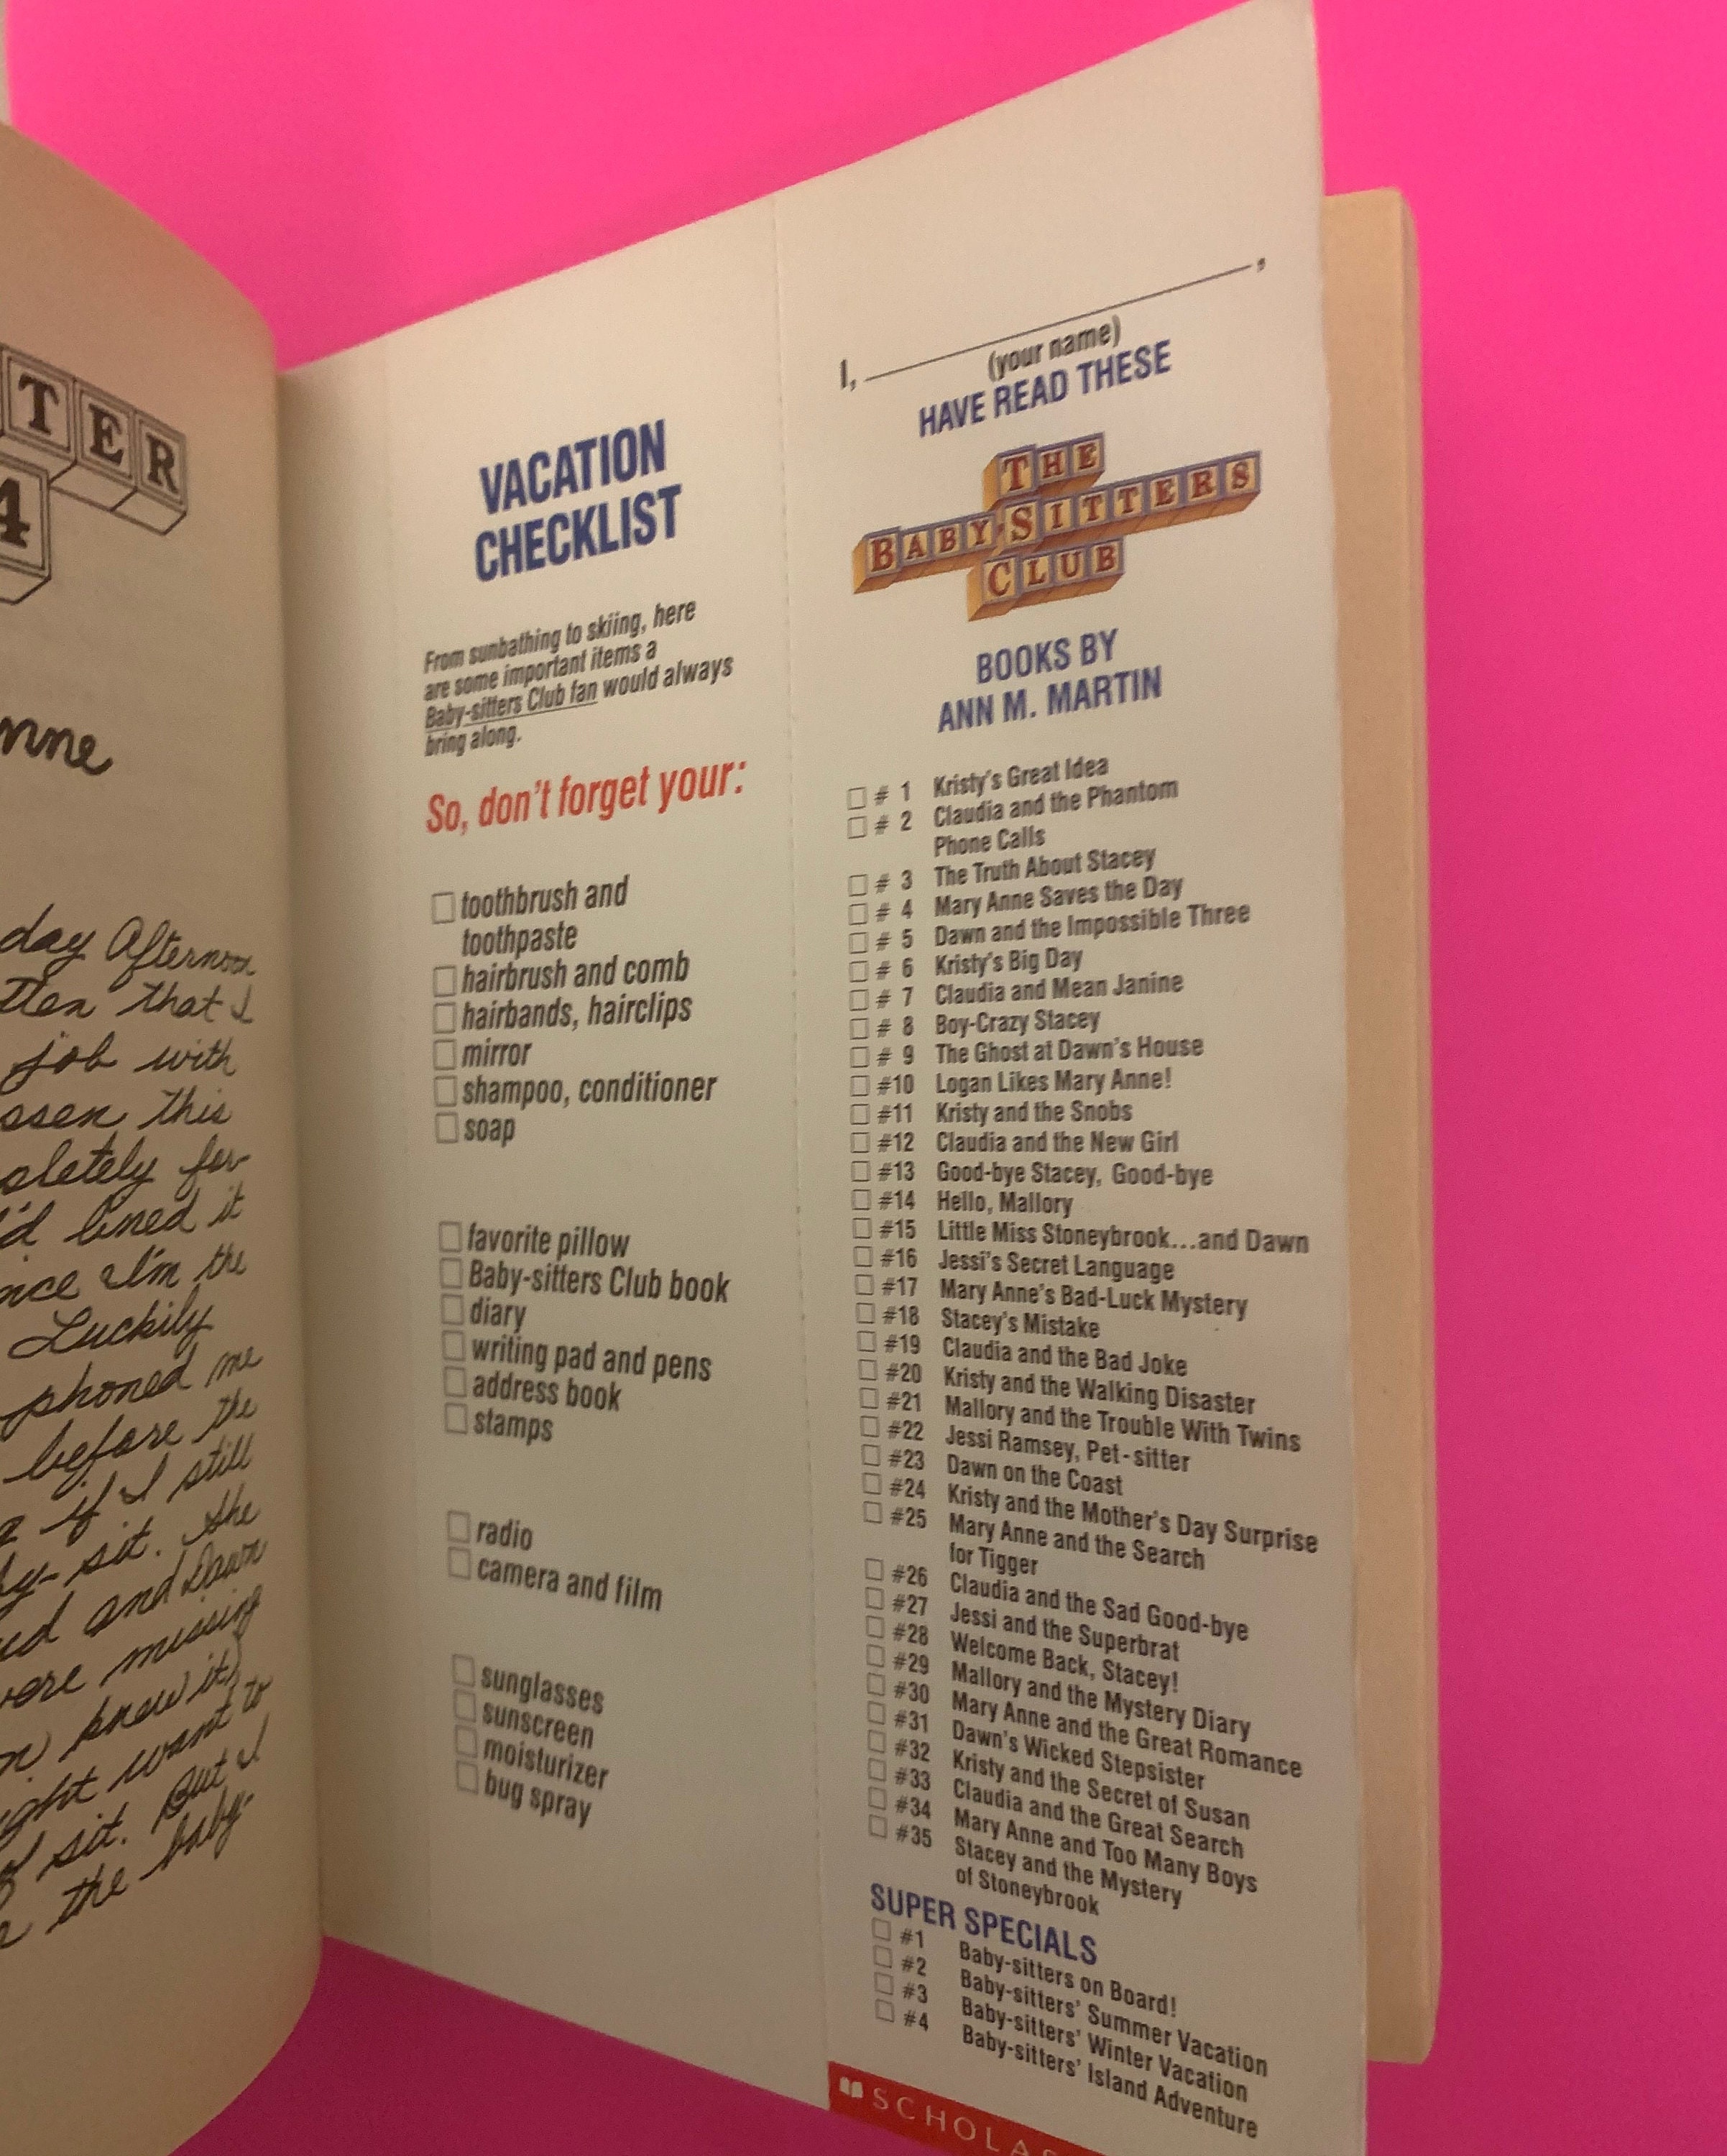 TER
4
nne
day Afternoon
tten that I
job with
this
for
I'd lined it
I'm the
Luckily
phoned me
before the
if I still
sit. She
and Dawn
were missing
knew it,
want to
sit. But I
the baby-
VACATION
CHECKLIST
From sunbathing to skiing, here
are some important items a
Baby-sitters Club fan would always
bring along.
So, don't forget your:
toothbrush and
toothpaste
hairbrush and comb
hairbands, hairclips
mirror
shampoo, conditioner
soap
favorite pillow
Baby-sitters Club book
diary
writing pad and pens
address book
stamps
radio
camera and film
sunglasses
sunscreen
moisturizer
bug spray
I, ,
(your name)
HAVE READ THESE
THE
BABY-SITTERS
CLUB
BOOKS BY
ANN M. MARTIN
# 1 Kristy's Great Idea
# 2 Claudia and the Phantom
Phone Calls
# 3 The Truth About Stacey
# 4 Mary Anne Saves the Day
# 5 Dawn and the Impossible Three
# 6 Kristy's Big Day
# 7 Claudia and Mean Janine
# 8 Boy-Crazy Stacey
# 9 The Ghost at Dawn's House
#10 Logan Likes Mary Anne!
#11 Kristy and the Snobs
#12 Claudia and the New Girl
#13 Good-bye Stacey, Good-bye
#14 Hello, Mallory
#15 Little Miss Stoneybrook...and Dawn
#16 Jessi's Secret Language
#17 Mary Anne's Bad-Luck Mystery
#18 Stacey's Mistake
#19 Claudia and the Bad Joke
#20 Kristy and the Walking Disaster
#21 Mallory and the Trouble With Twins
#22 Jessi Ramsey, Pet-sitter
#23 Dawn on the Coast
#24 Kristy and the Mother's Day Surprise
#25 Mary Anne and the Search
for Tigger
#26 Claudia and the Sad Good-bye
#27 Jessi and the Superbrat
#28 Welcome Back, Stacey!
#29 Mallory and the Mystery Diary
#30 Mary Anne and the Great Romance
#31 Dawn's Wicked Stepsister
#32 Kristy and the Secret of Susan
#33 Claudia and the Great Search
#34 Mary Anne and Too Many Boys
#35 Stacey and the Mystery
of Stoneybrook
SUPER SPECIALS
#1 Baby-sitters on Board!
#2 Baby-sitters' Summer Vacation
#3 Baby-sitters' Winter Vacation
#4 Baby-sitters' Island Adventure
SCHOLA